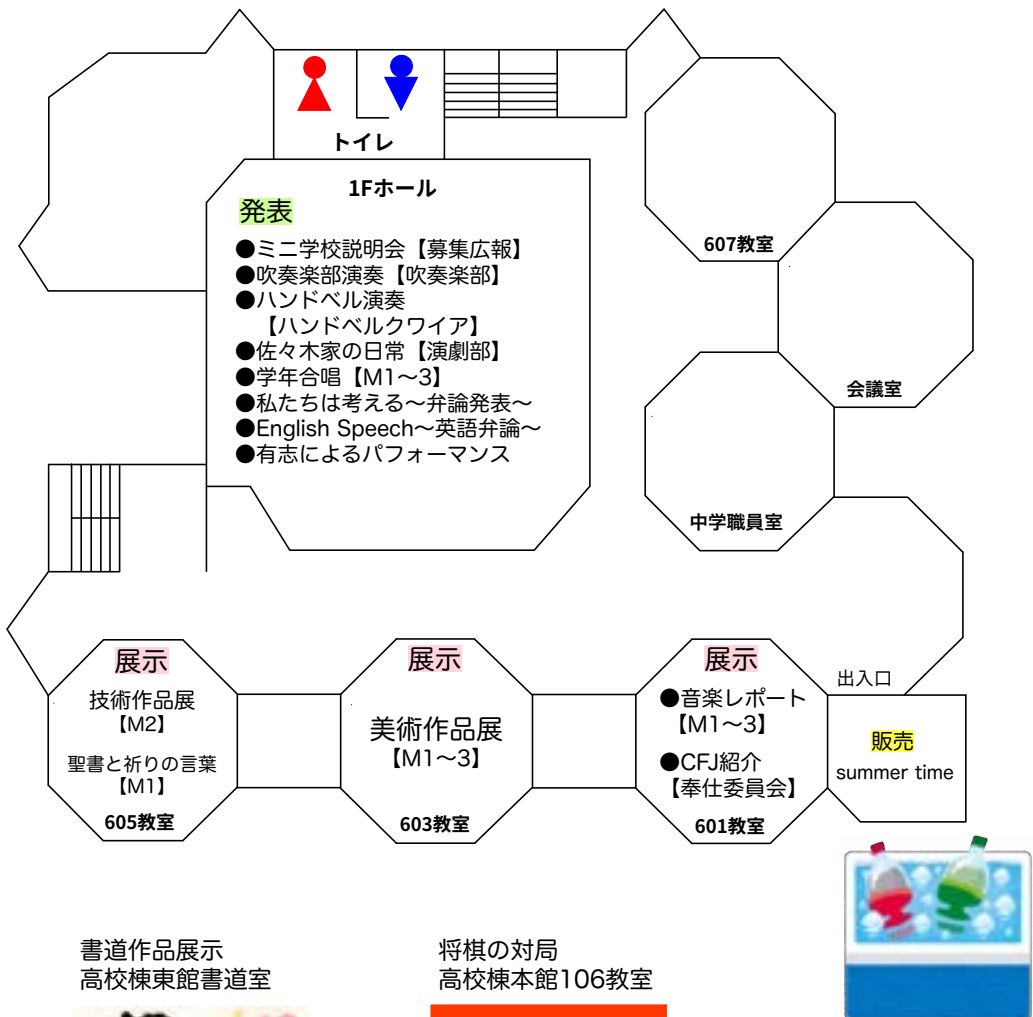 トイレ
1Fホール
発表
●ミニ学校説明会【募集広報】
●吹奏楽部演奏【吹奏楽部】
●ハンドベル演奏
【ハンドベルクワイア】
●佐々木家の日常【演劇部】
●学年合唱【M1～3】
●私たちは考える～弁論発表～
●English Speech～英語弁論～
●有志によるパフォーマンス
607教室
会議室
中学職員室
展示
技術作品展
【M2】
聖書と祈りの言葉
【M1】
605教室
展示
美術作品展
【M1～3】
603教室
展示
●音楽レポート
【M1～3】
●CFJ紹介
【奉仕委員会】
601教室
出入口
販売
summer time
書道作品展示
高校棟東館書道室
将棋の対局
高校棟本館106教室